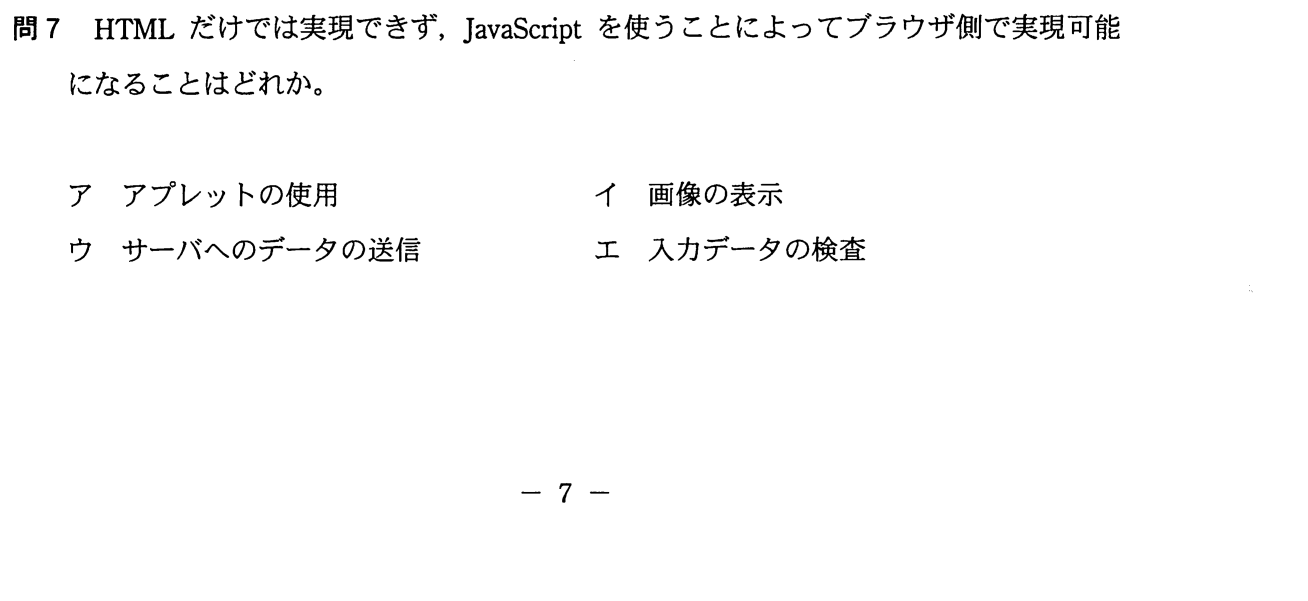 問7 HTML だけでは実現できず，JavaScript を使うことによってブラウザ側で実現可能
になることはどれか。
ア アプレットの使用 イ 画像の表示
ウ サーバへのデータの送信 エ 入力データの検査
－ 7 －